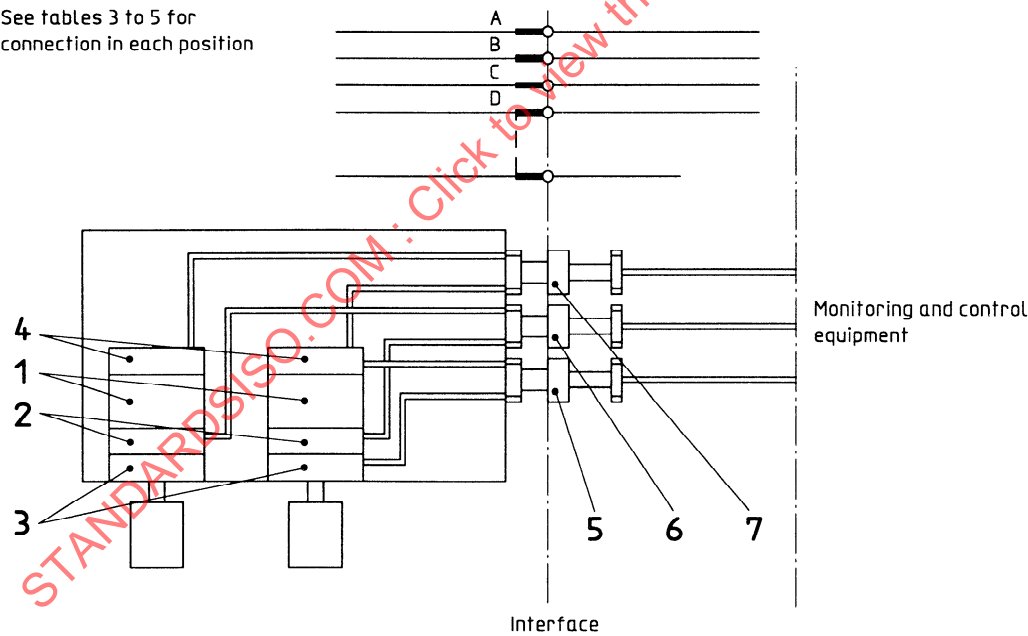 See tables 3 to 5 for
connection in each position
A
B
C
D
4
1
2
3
5
6
7
Monitoring and control
equipment
Interface
STANDARDSISO.COM : Click to view th